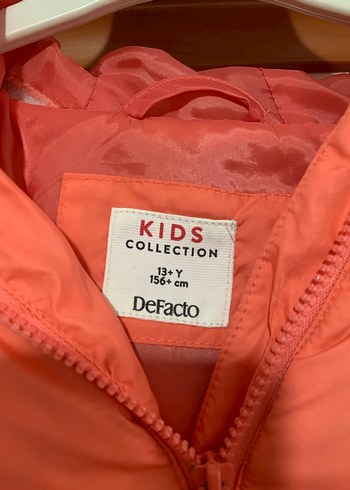 KIDS
COLLECTION
13+ Y
156+ cm
DeFacto